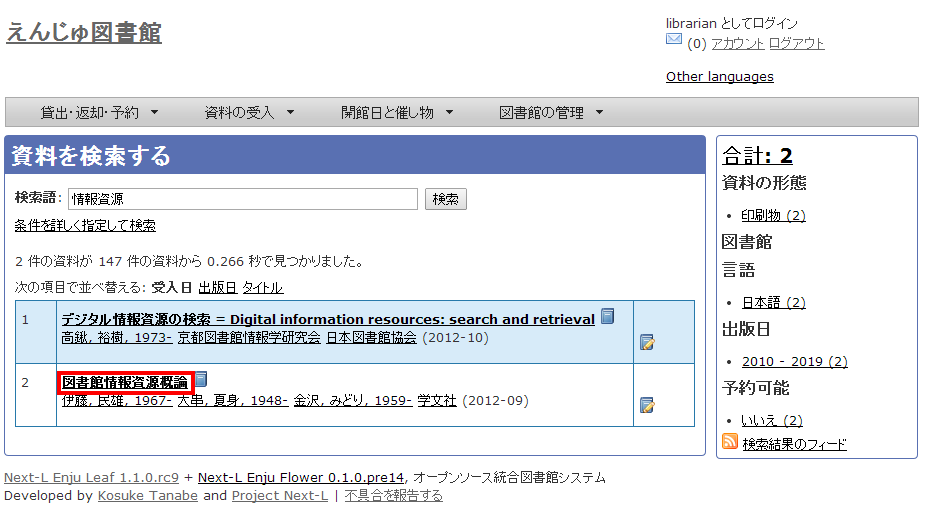 えんじゅ図書館
librarian としてログイン
(0) アカウント ログアウト
Other languages
貸出・返却・予約 ▼ 資料の受入 ▼ 開館日と催し物 ▼ 図書館の管理 ▼
資料を検索する
検索語: 情報資源 検索
条件を詳しく指定して検索
2 件の資料が 147 件の資料から 0.266 秒で見つかりました。
次の項目で並べ替える: 受入日 出版日 タイトル
1 デジタル情報資源の検索 = Digital information resources: search and retrieval
高鍬, 裕樹, 1973- 京都図書館情報学研究会 日本図書館協会 (2012-10)
2 図書館情報資源概論
伊藤, 民雄, 1967- 大串, 夏身, 1948- 金沢, みどり, 1959- 学文社 (2012-09)
合計: 2
資料の形態
• 印刷物 (2)
図書館
言語
• 日本語 (2)
出版日
• 2010 - 2019 (2)
予約可能
• いいえ (2)
検索結果のフィード
Next-L Enju Leaf 1.1.0.rc9 + Next-L Enju Flower 0.1.0.pre14, オープンソース統合図書館システム
Developed by Kosuke Tanabe and Project Next-L | 不具合を報告する